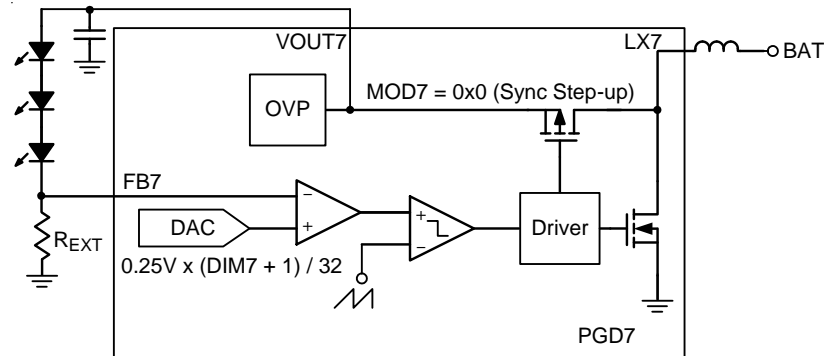 VOUT7
LX7
BAT
MOD7 = 0x0 (Sync Step-up)
OVP
FB7
DAC
Driver
REXT
0.25V x (DIM7 + 1) / 32
PGD7